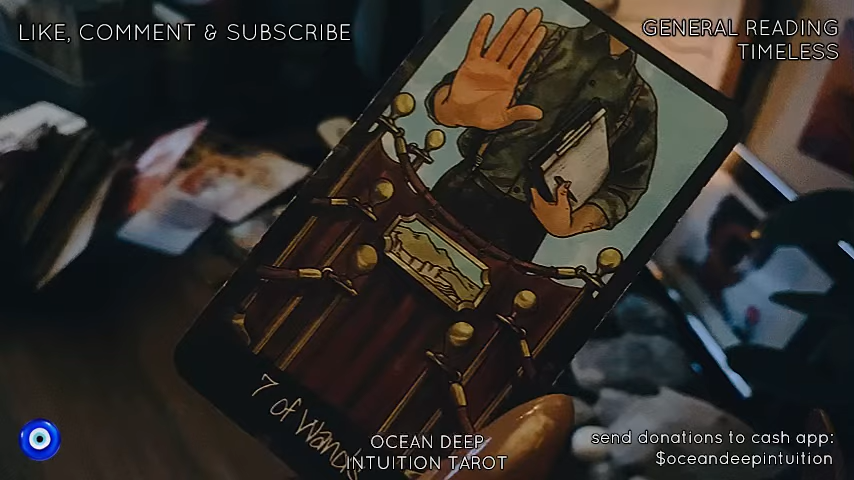 LIKE, COMMENT & SUBSCRIBE
GENERAL READING
TIMELESS
7 of Wands
OCEAN DEEP
INTUITION TAROT
send donations to cash app:
$oceandeepintuition